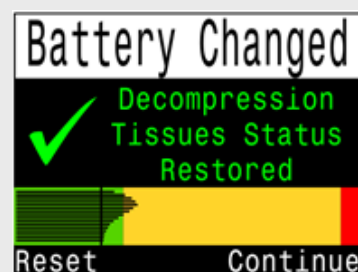 Battery Changed
Decompression
Tissues Status
Restored
Reset Continue